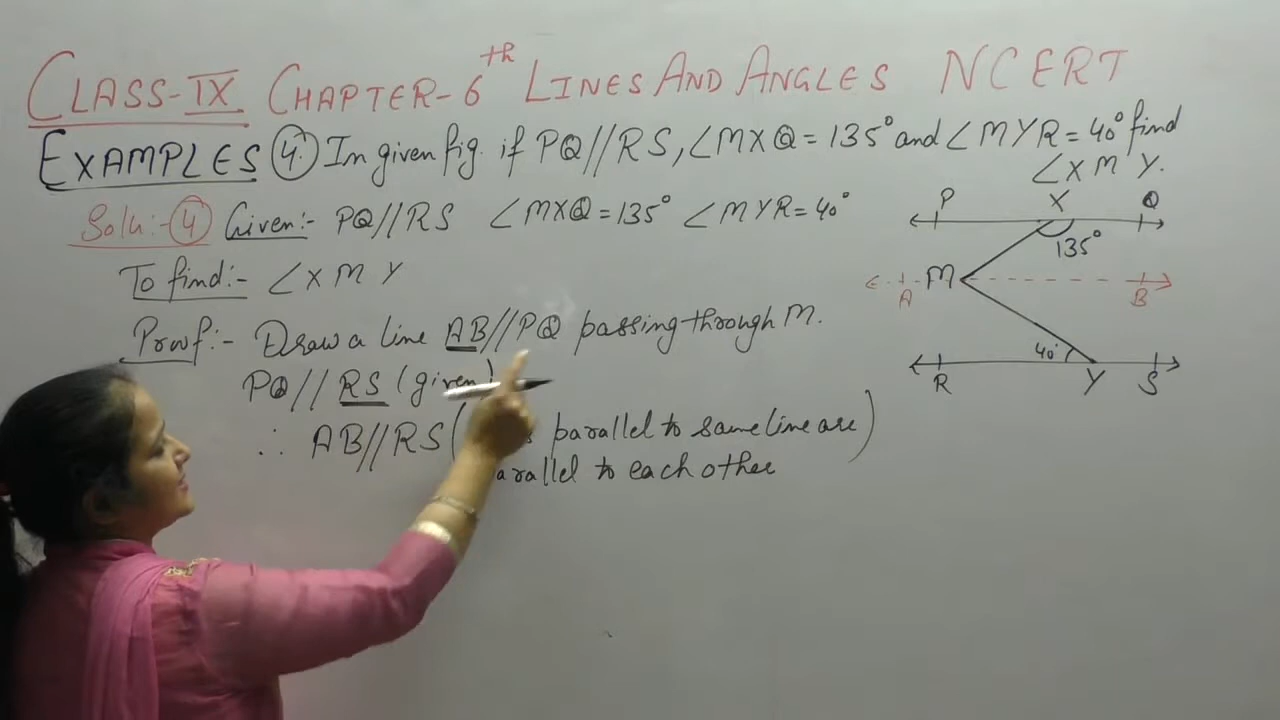 CLASS-IX CHAPTER-6th LINES AND ANGLES NCERT
EXAMPLES 4. In given fig. if PQ//RS, ∠MXQ = 135° and ∠MYR = 40° find
∠XMY.
Soln:- 4 Given:- PQ//RS ∠MXQ = 135° ∠MYR = 40°
To find:- ∠XMY
Proof:- Draw a line AB//PQ passing through M.
PQ//RS (given)
∴ AB//RS ( parallel to same line are
arallel to each other )
P X Q
135°
A M B
40°
R Y S